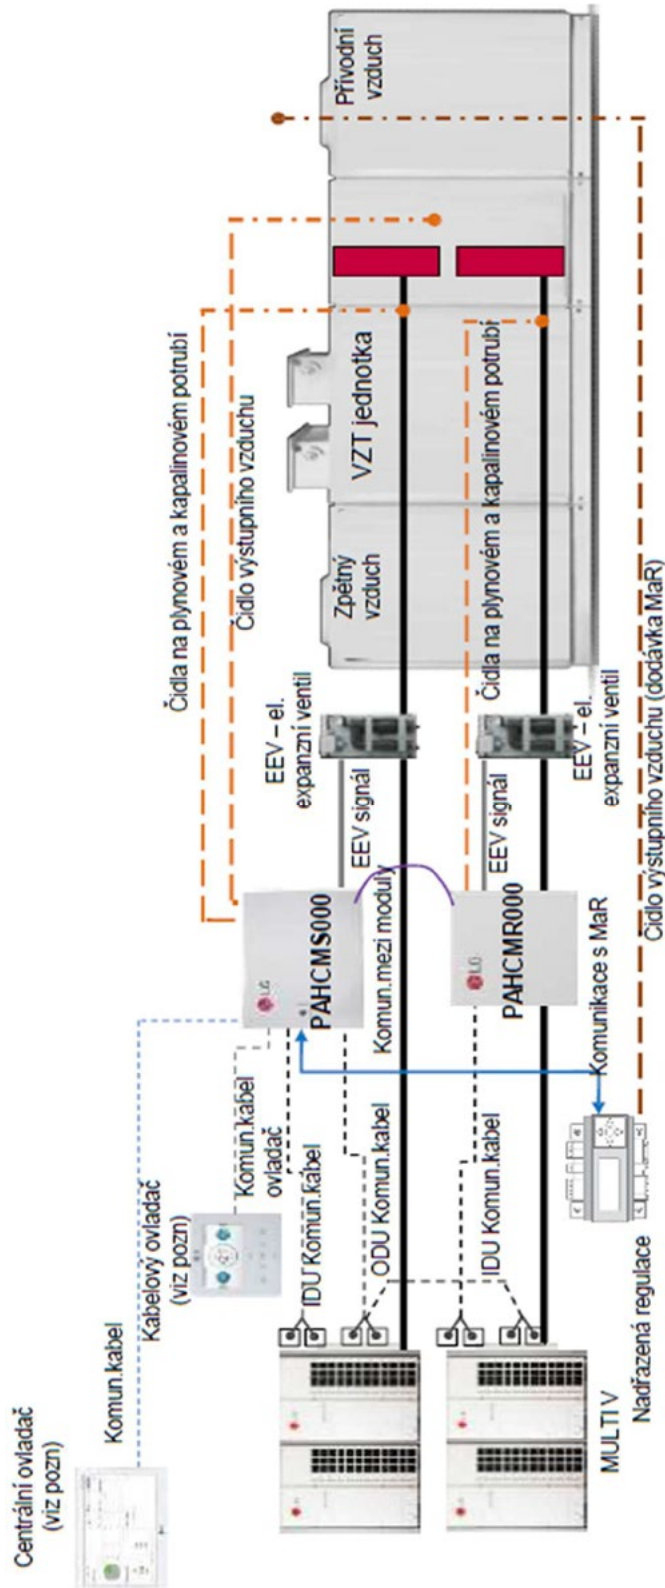 Centrální ovladač
(viz pozn)
Komun.kabel
Kabelový ovladač
(viz pozn)
Komun.kabel
ovladač
IDU Komun.kabel
ODU Komun.kabel
IDU Komun.kabel
MULTI V
Nadřazená regulace
LG
PAHCMS000
Komun.mezi moduly
LG
PAHCMR000
Komunikace s MaR
EEV signál
EEV signál
EEV – el.
expanzní ventil
EEV – el.
expanzní ventil
Čidla na plynovém a kapalinovém potrubí
Čidlo výstupního vzduchu
Čidla na plynovém a kapalinovém potrubí
Čidlo výstupního vzduchu (dodávka MaR)
Zpětný
vzduch
VZT jednotka
Přívodní
vzduch